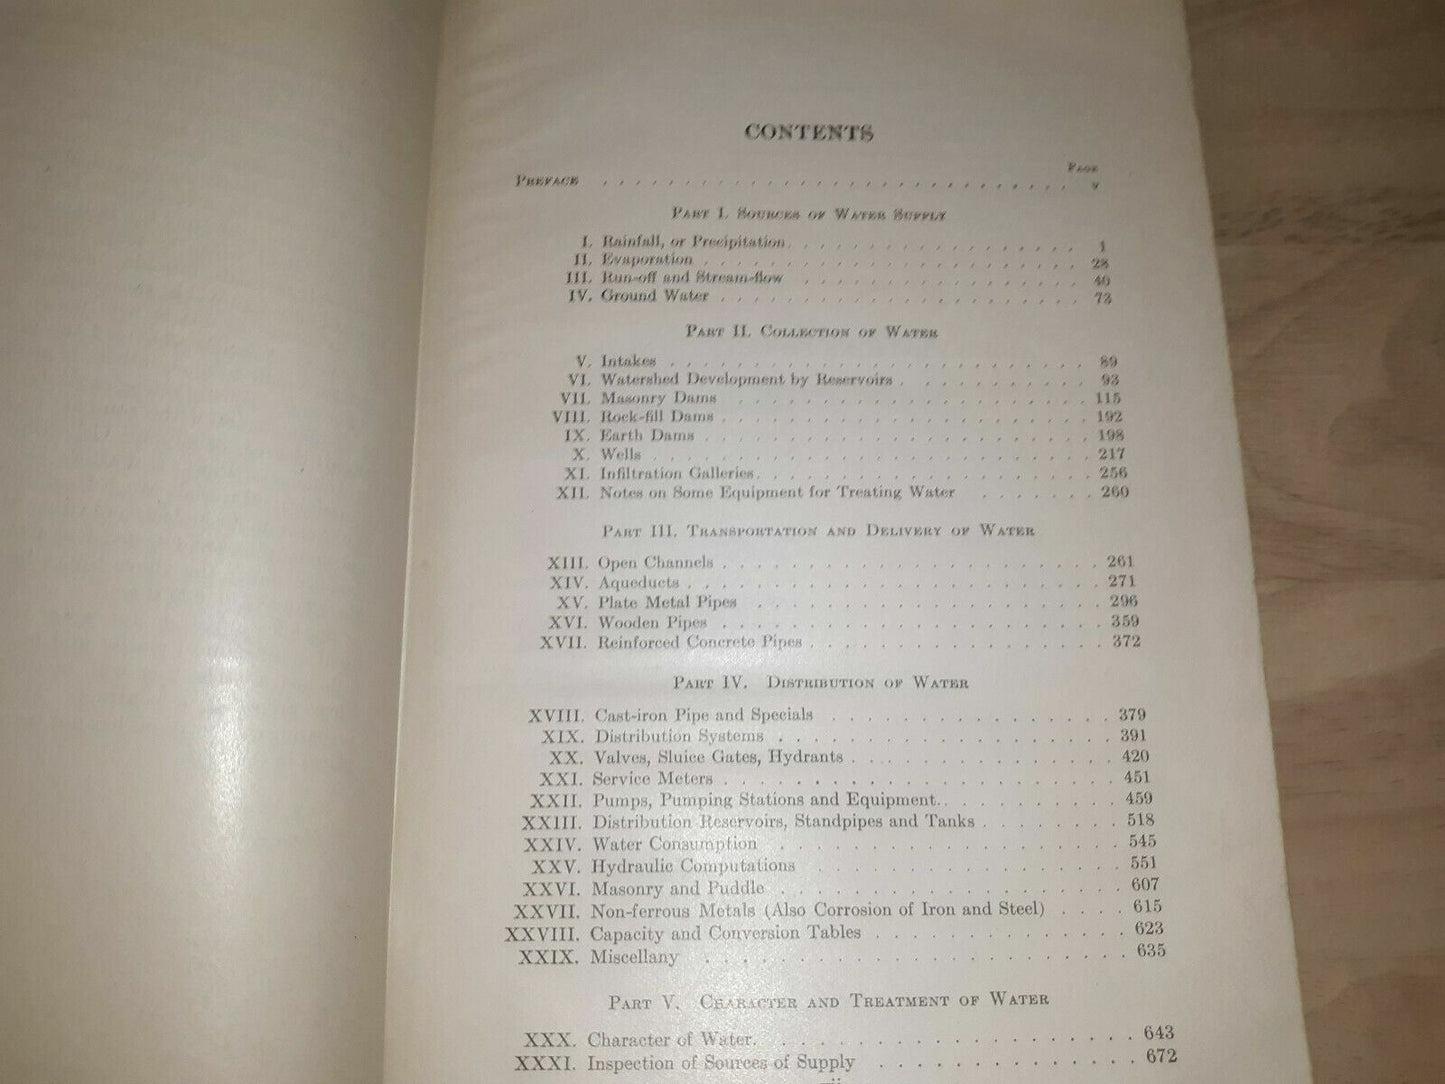 CONTENTS
PAGE
PREFACE . . . . . . . . . . . . . . . . . . . . . . . . . . . . v
PART I. SOURCES OF WATER SUPPLY
I. Rainfall, or Precipitation . . . . . . . . . . . . . . . . 1
II. Evaporation . . . . . . . . . . . . . . . . . . . . . 28
III. Run-off and Stream-flow . . . . . . . . . . . . . . . 40
IV. Ground Water . . . . . . . . . . . . . . . . . . . . 73
PART II. COLLECTION OF WATER
V. Intakes . . . . . . . . . . . . . . . . . . . . . . . 89
VI. Watershed Development by Reservoirs . . . . . . . . . . 93
VII. Masonry Dams . . . . . . . . . . . . . . . . . . . 115
VIII. Rock-fill Dams . . . . . . . . . . . . . . . . . . . . 192
IX. Earth Dams . . . . . . . . . . . . . . . . . . . . . 198
X. Wells . . . . . . . . . . . . . . . . . . . . . . . . 217
XI. Infiltration Galleries . . . . . . . . . . . . . . . . . . 256
XII. Notes on Some Equipment for Treating Water . . . . . . . 260
PART III. TRANSPORTATION AND DELIVERY OF WATER
XIII. Open Channels . . . . . . . . . . . . . . . . . . . . 261
XIV. Aqueducts . . . . . . . . . . . . . . . . . . . . . . 271
XV. Plate Metal Pipes . . . . . . . . . . . . . . . . . . . 296
XVI. Wooden Pipes . . . . . . . . . . . . . . . . . . . . 359
XVII. Reinforced Concrete Pipes . . . . . . . . . . . . . . . 372
PART IV. DISTRIBUTION OF WATER
XVIII. Cast-iron Pipe and Specials . . . . . . . . . . . . . . . 379
XIX. Distribution Systems . . . . . . . . . . . . . . . . . . 391
XX. Valves, Sluice Gates, Hydrants . . . . . . . . . . . . . . 420
XXI. Service Meters . . . . . . . . . . . . . . . . . . . . 451
XXII. Pumps, Pumping Stations and Equipment . . . . . . . . . . 459
XXIII. Distribution Reservoirs, Standpipes and Tanks . . . . . . . . 518
XXIV. Water Consumption . . . . . . . . . . . . . . . . . . 545
XXV. Hydraulic Computations . . . . . . . . . . . . . . . . 551
XXVI. Masonry and Puddle . . . . . . . . . . . . . . . . . . 607
XXVII. Non-ferrous Metals (Also Corrosion of Iron and Steel) . . . . 615
XXVIII. Capacity and Conversion Tables . . . . . . . . . . . . . 623
XXIX. Miscellany . . . . . . . . . . . . . . . . . . . . . . 635
PART V. CHARACTER AND TREATMENT OF WATER
XXX. Character of Water . . . . . . . . . . . . . . . . . . . 643
XXXI. Inspection of Sources of Supply . . . . . . . . . . . . . 672